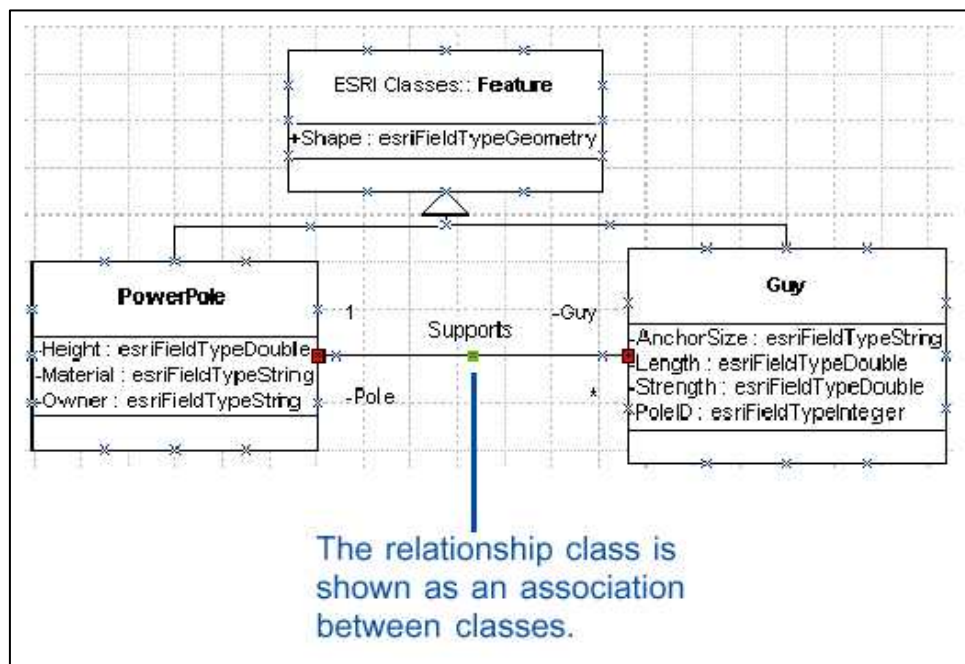 ESRI Classes:: Feature
+Shape : esriFieldTypeGeometry
PowerPole
-Height : esriFieldTypeDouble
-Material : esriFieldTypeString
-Owner : esriFieldTypeString
1
Supports
-Guy
-Pole
*
Guy
-AnchorSize : esriFieldTypeString
-Length : esriFieldTypeDouble
-Strength : esriFieldTypeDouble
-PoleID : esriFieldTypeInteger
The relationship class is
shown as an association
between classes.